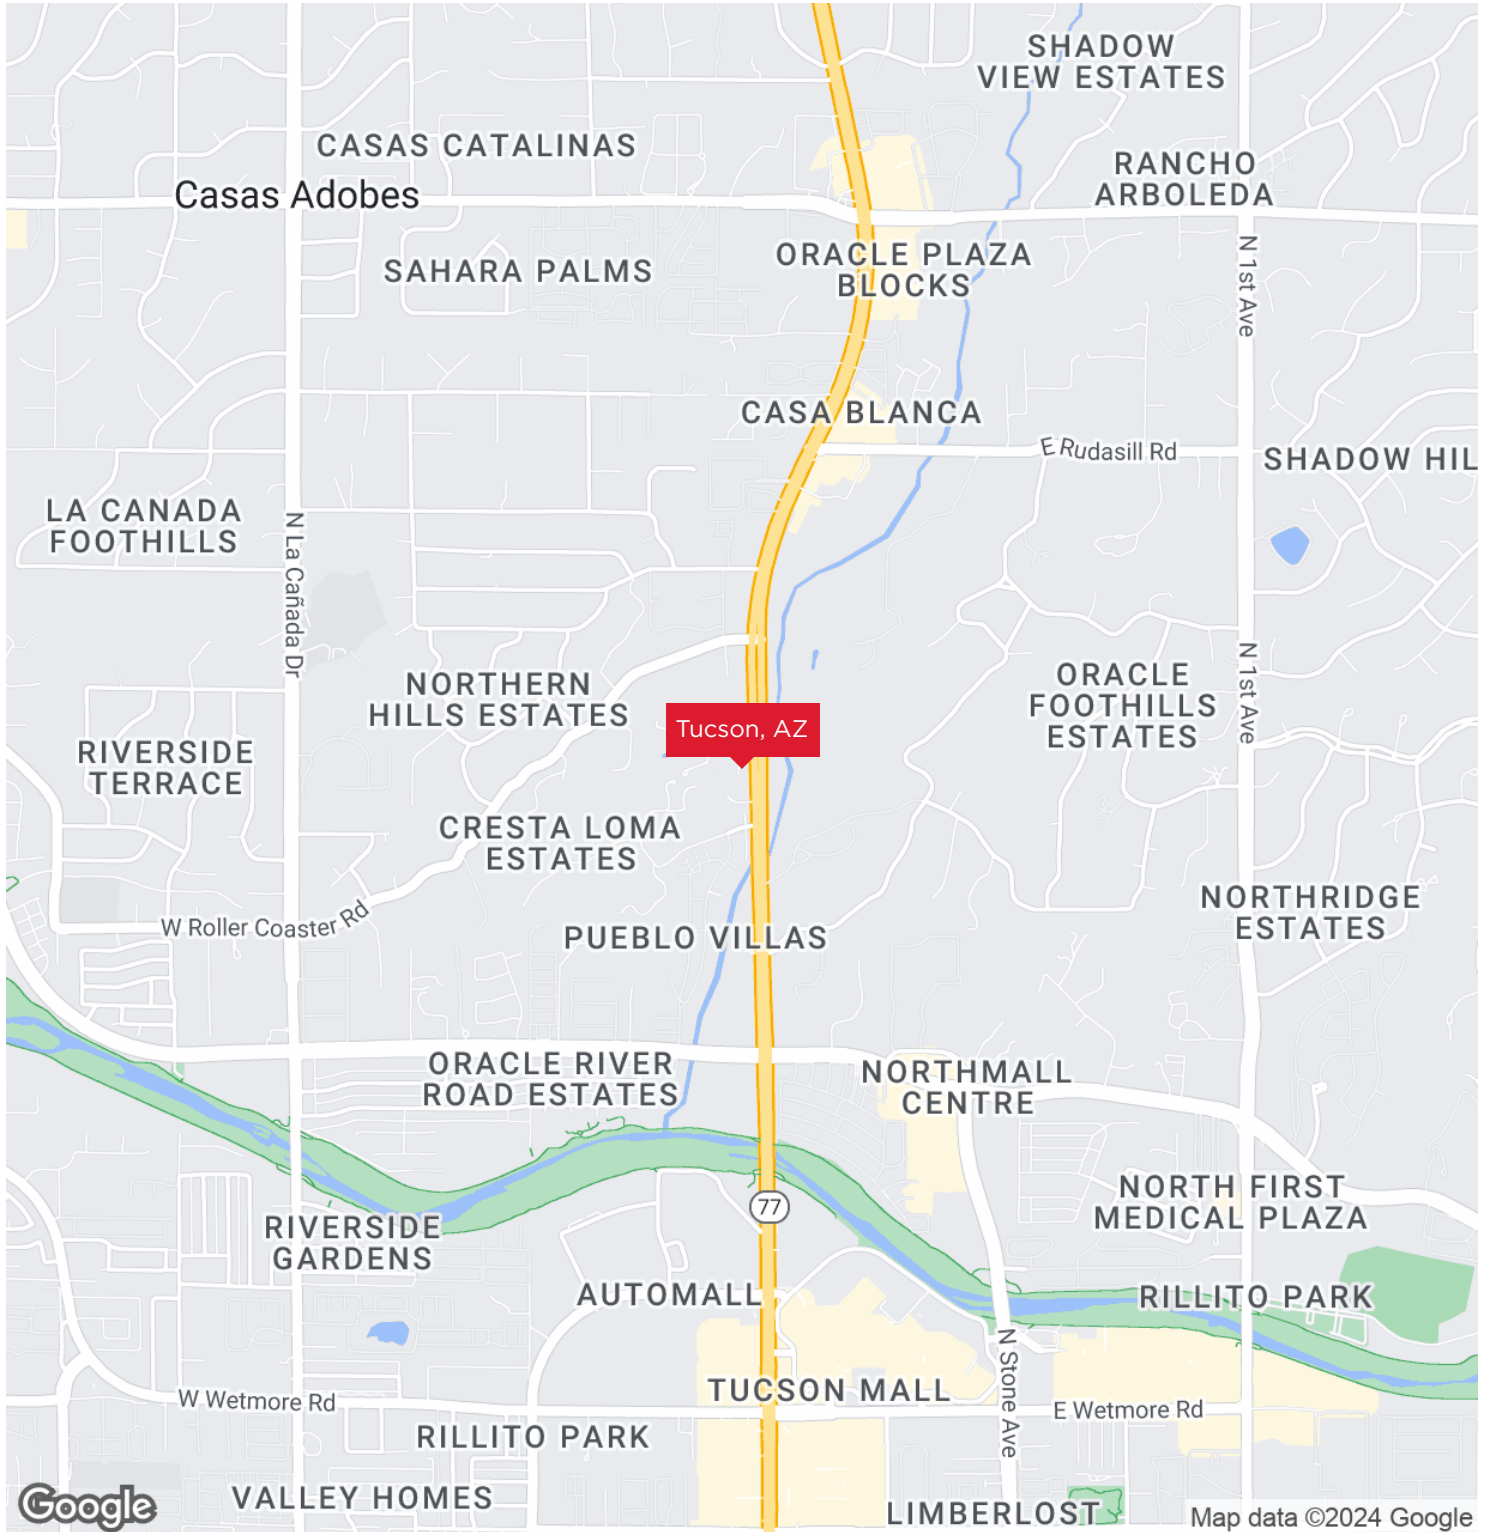 SHADOW
VIEW ESTATES
CASAS CATALINAS
RANCHO
ARBOLEDA
Casas Adobes
ORACLE PLAZA
BLOCKS
SAHARA PALMS
N 1st Ave
CASA BLANCA
E Rudasill Rd
SHADOW HIL
LA CANADA
FOOTHILLS
N La Cañada Dr
NORTHERN
HILLS ESTATES
ORACLE
FOOTHILLS
ESTATES
N 1st Ave
Tucson, AZ
RIVERSIDE
TERRACE
CRESTA LOMA
ESTATES
NORTHRIDGE
ESTATES
W Roller Coaster Rd
PUEBLO VILLAS
ORACLE RIVER
ROAD ESTATES
NORTHMALL
CENTRE
NORTH FIRST
MEDICAL PLAZA
77
RIVERSIDE
GARDENS
AUTOMALL
RILLITO PARK
N Stone Ave
TUCSON MALL
W Wetmore Rd
E Wetmore Rd
RILLITO PARK
VALLEY HOMES
LIMBERLOST
Google
Map data ©2024 Google